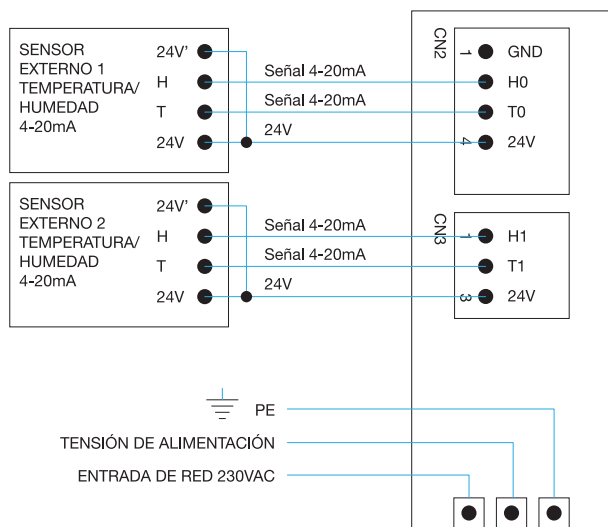 SENSOR
EXTERNO 1
TEMPERATURA/
HUMEDAD
4-20mA
24V'
H
T
24V
Señal 4-20mA
Señal 4-20mA
24V
CN2
1
4
GND
H0
T0
24V
SENSOR
EXTERNO 2
TEMPERATURA/
HUMEDAD
4-20mA
24V'
H
T
24V
Señal 4-20mA
Señal 4-20mA
24V
CN3
1
3
H1
T1
24V
PE
TENSIÓN DE ALIMENTACIÓN
ENTRADA DE RED 230VAC